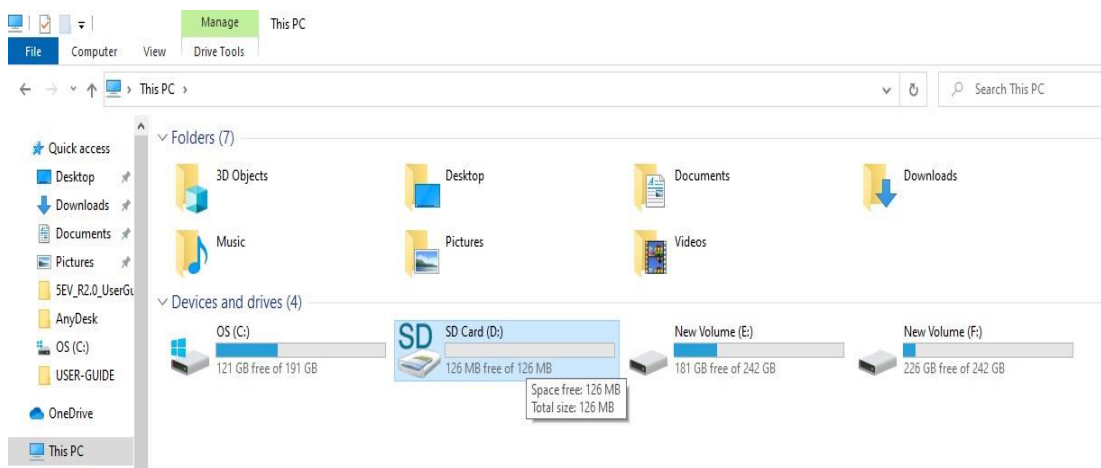 Manage This PC
File Computer View Drive Tools
This PC
Search This PC
Quick access
Desktop
Downloads
Documents
Pictures
5EV_R2.0_UserGu
AnyDesk
OS (C:)
USER-GUIDE
OneDrive
This PC
Folders (7)
3D Objects
Desktop
Documents
Downloads
Music
Pictures
Videos
Devices and drives (4)
OS (C:)
121 GB free of 191 GB
SD
SD Card (D:)
126 MB free of 126 MB
Space free: 126 MB
Total size: 126 MB
New Volume (E:)
181 GB free of 242 GB
New Volume (F:)
226 GB free of 242 GB